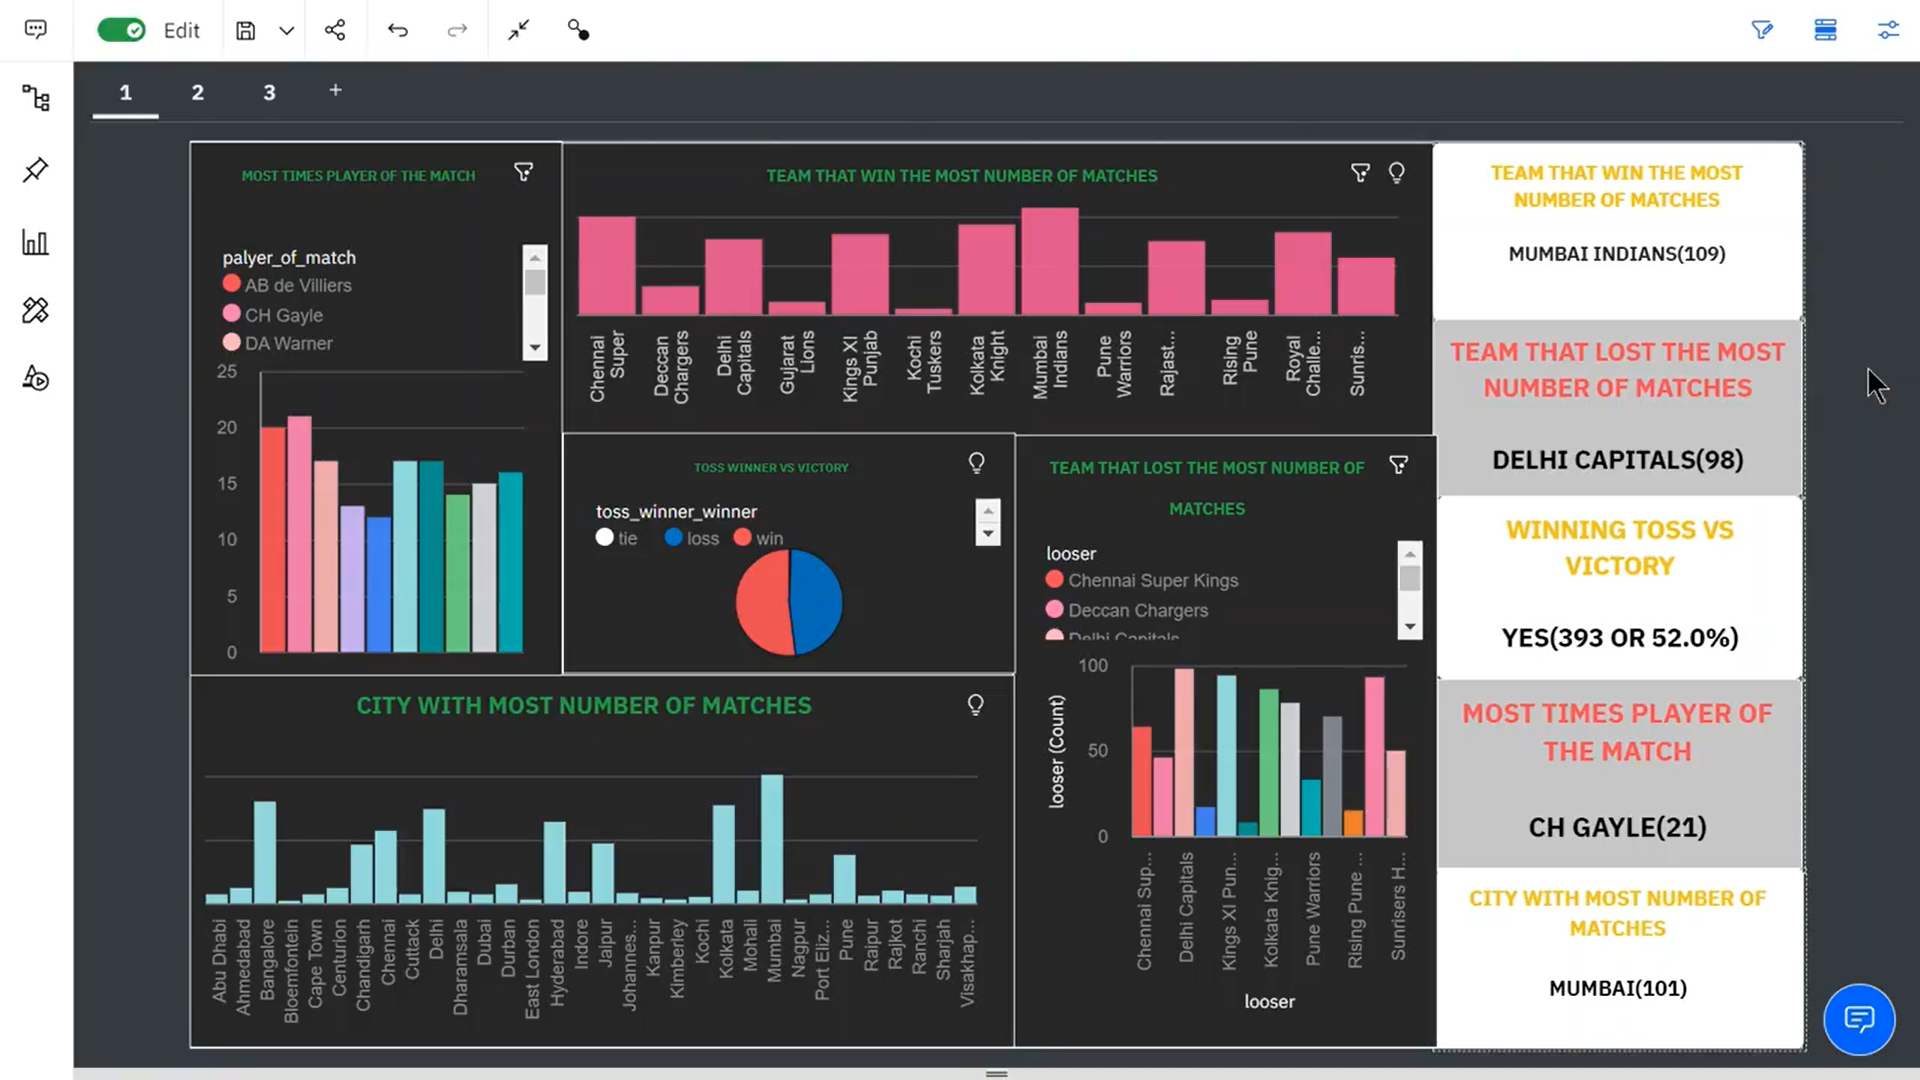 Edit
1
2
3
+
MOST TIMES PLAYER OF THE MATCH
palyer_of_match
AB de Villiers
CH Gayle
DA Warner
25
20
15
10
5
0
TEAM THAT WIN THE MOST NUMBER OF MATCHES
Chennai Super
Deccan Chargers
Delhi Capitals
Gujarat Lions
Kings XI Punjab
Kochi Tuskers
Kolkata Knight
Mumbai Indians
Pune Warriors
Rajast...
Rising Pune
Royal Challe...
Sunris...
TOSS WINNER VS VICTORY
toss_winner_winner
tie
loss
win
TEAM THAT LOST THE MOST NUMBER OF
MATCHES
looser
Chennai Super Kings
Deccan Chargers
Delhi Capitals
100
50
0
looser (Count)
Chennai Sup...
Delhi Capitals
Kings XI Pun...
Kolkata Knig...
Pune Warriors
Rising Pune ...
Sunrisers H...
looser
CITY WITH MOST NUMBER OF MATCHES
Abu Dhabi
Ahmedabad
Bangalore
Bloemfontein
Cape Town
Centurion
Chandigarh
Chennai
Cuttack
Delhi
Dharamsala
Dubai
Durban
East London
Hyderabad
Indore
Jaipur
Johannes...
Kanpur
Kimberley
Kochi
Kolkata
Mohali
Mumbai
Nagpur
Port Eliz...
Pune
Raipur
Rajkot
Ranchi
Sharjah
Visakhap...
TEAM THAT WIN THE MOST
NUMBER OF MATCHES
MUMBAI INDIANS(109)
TEAM THAT LOST THE MOST
NUMBER OF MATCHES
DELHI CAPITALS(98)
WINNING TOSS VS
VICTORY
YES(393 OR 52.0%)
MOST TIMES PLAYER OF
THE MATCH
CH GAYLE(21)
CITY WITH MOST NUMBER OF
MATCHES
MUMBAI(101)